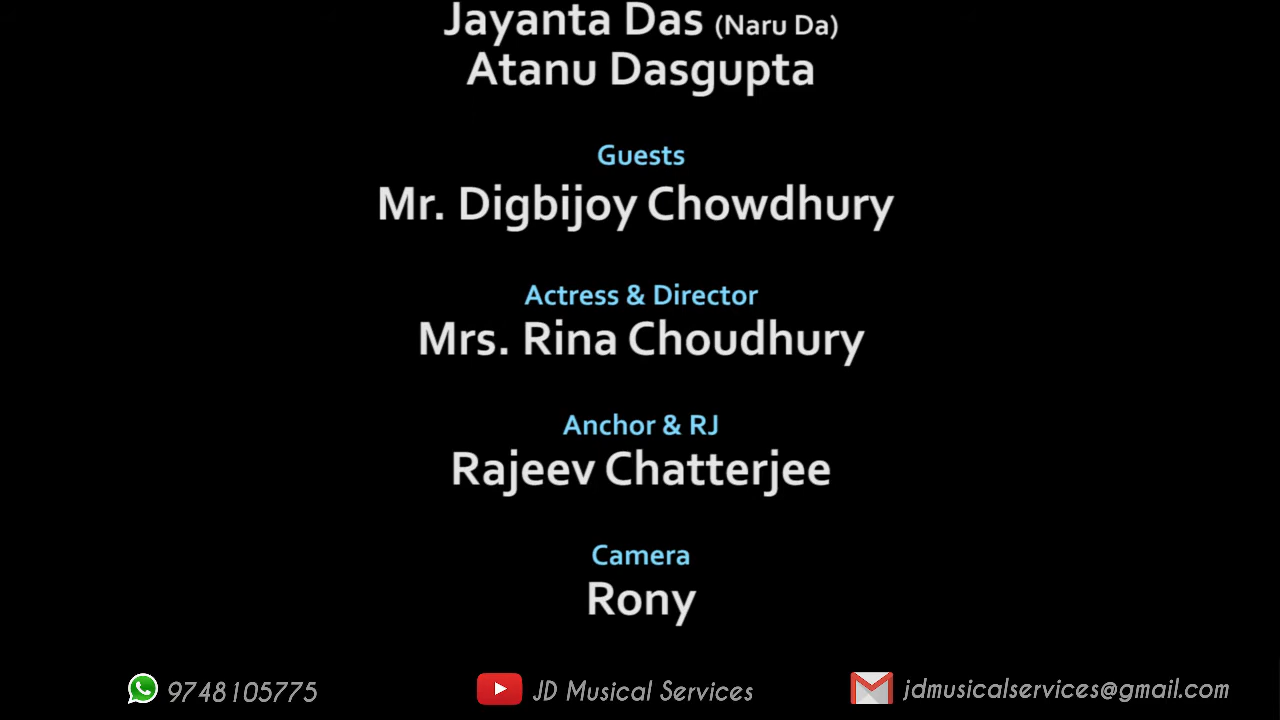 Jayanta Das (Naru Da)
Atanu Dasgupta
Guests
Mr. Digbijoy Chowdhury
Actress & Director
Mrs. Rina Choudhury
Anchor & RJ
Rajeev Chatterjee
Camera
Rony
9748105775 JD Musical Services jdmusicalservices@gmail.com